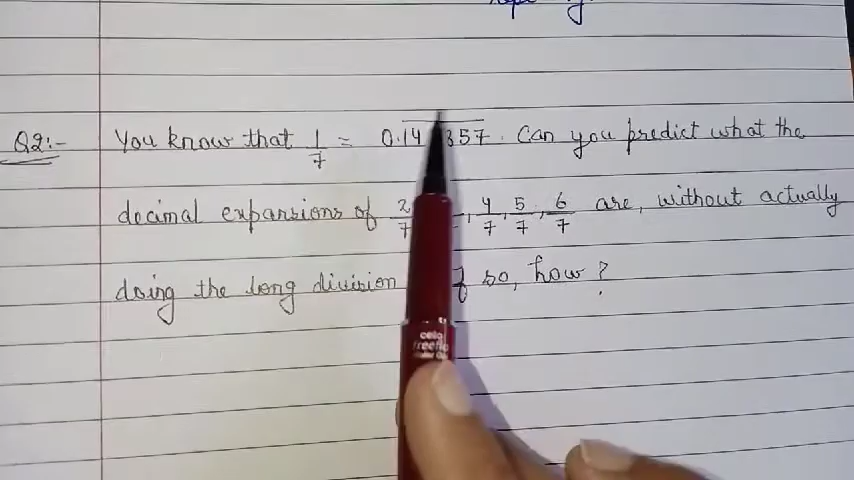 Q2:- You know that 1/7 = 0.14 357. Can you predict what the
decimal expansions of 2/7 , 4/7, 5/7, 6/7 are, without actually
doing the long division so, how?
cello